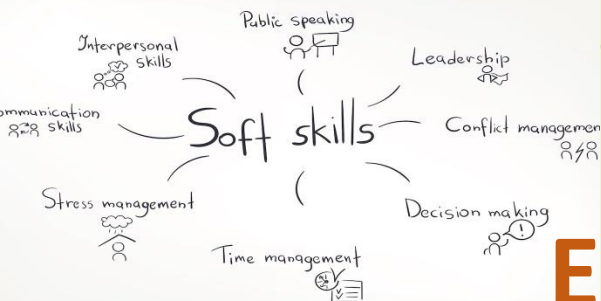 Public speaking
Interpersonal
skills
Leadership
ommunication
skills
Soft skills
Conflict managemen
Stress management
Decision making
Time management
E